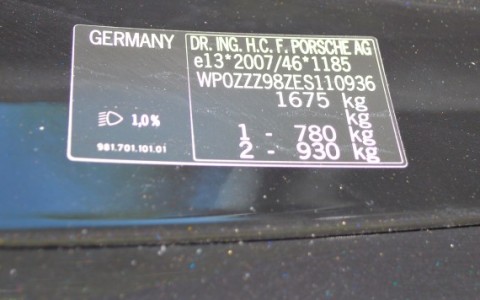 GERMANY
DR. ING. H.C. F. PORSCHE AG
e13*2007/46*1185
WP0ZZZ98ZES110936
1675 kg
kg
1 - 780 kg
2 - 930 kg
1,0%
981.701.101.01